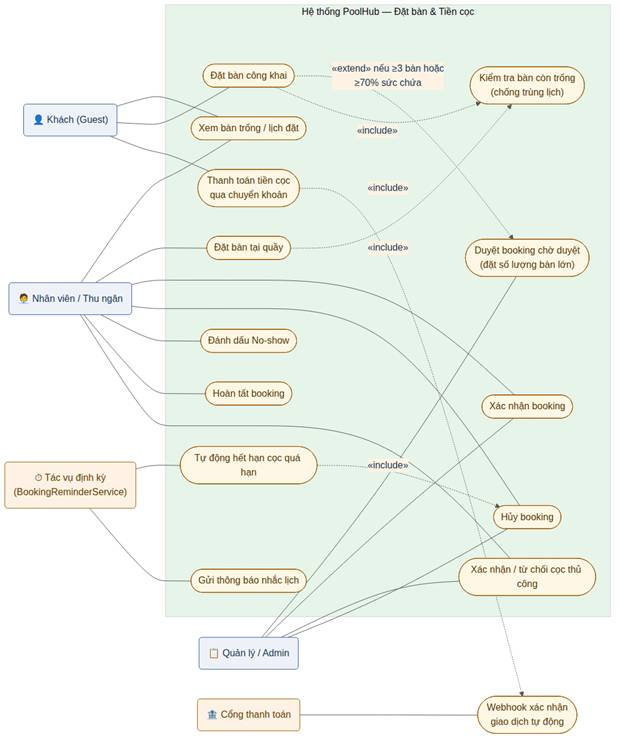 Hệ thống PoolHub — Đặt bàn & Tiền cọc
Đặt bàn công khai
«extend» nếu ≥3 bàn hoặc
≥70% sức chứa
Kiểm tra bàn còn trống
(chống trùng lịch)
Khách (Guest)
Xem bàn trống / lịch đặt
«include»
Thanh toán tiền cọc
qua chuyển khoản
«include»
Đặt bàn tại quầy
«include»
Duyệt booking chờ duyệt
(đặt số lượng bàn lớn)
Nhân viên / Thu ngân
Đánh dấu No-show
Hoàn tất booking
Xác nhận booking
Tự động hết hạn cọc quá
hạn
«include»
Tác vụ định kỳ
(BookingReminderService)
Hủy booking
Gửi thông báo nhắc lịch
Xác nhận / từ chối cọc thủ
công
Quản lý / Admin
Cổng thanh toán
Webhook xác nhận
giao dịch tự động